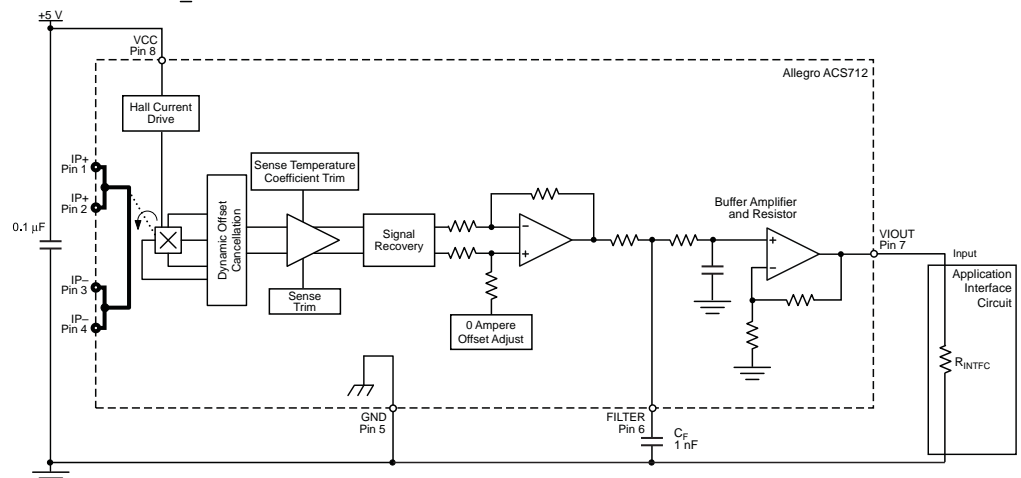 +5 V
VCC
Pin 8
Allegro ACS712
Hall Current
Drive
IP+
Pin 1
IP+
Pin 2
IP–
Pin 3
IP–
Pin 4
0.1 μF
Dynamic Offset
Cancellation
Sense Temperature
Coefficient Trim
Sense
Trim
Signal
Recovery
0 Ampere
Offset Adjust
Buffer Amplifier
and Resistor
VIOUT
Pin 7
Input
Application
Interface
Circuit
RINTFC
GND
Pin 5
FILTER
Pin 6
CF
1 nF